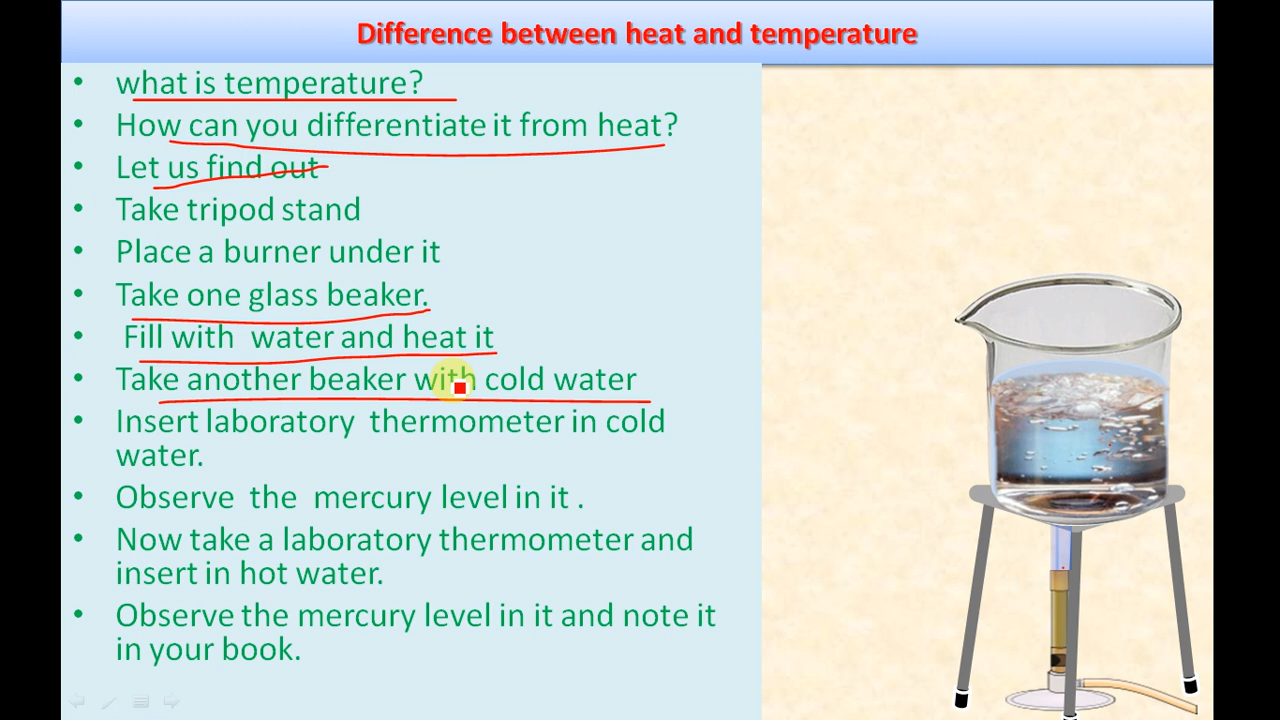 Difference between heat and temperature
• what is temperature?
• How can you differentiate it from heat?
• Let us find out
• Take tripod stand
• Place a burner under it
• Take one glass beaker.
• Fill with water and heat it
• Take another beaker with cold water
• Insert laboratory thermometer in cold
water.
• Observe the mercury level in it .
• Now take a laboratory thermometer and
insert in hot water.
• Observe the mercury level in it and note it
in your book.